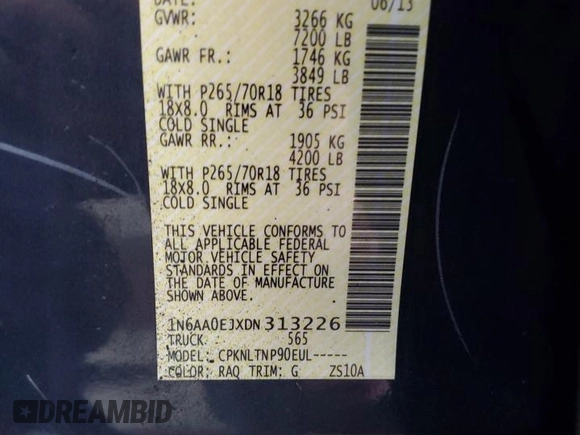 DATE: 06/13
GVWR: 3266 KG
7200 LB
GAWR FR.: 1746 KG
3849 LB
WITH P265/70R18 TIRES
18X8.0 RIMS AT 36 PSI
COLD SINGLE
GAWR RR.: 1905 KG
4200 LB
WITH P265/70R18 TIRES
18X8.0 RIMS AT 36 PSI
COLD SINGLE
THIS VEHICLE CONFORMS TO
ALL APPLICABLE FEDERAL
MOTOR VEHICLE SAFETY
STANDARDS IN EFFECT ON
THE DATE OF MANUFACTURE
SHOWN ABOVE.
1N6AA0EJXDN313226
TRUCK. 565
MODEL: CPKNLTNP90EUL-----
COLOR: RAQ TRIM: G ZS10A
DREAMBID